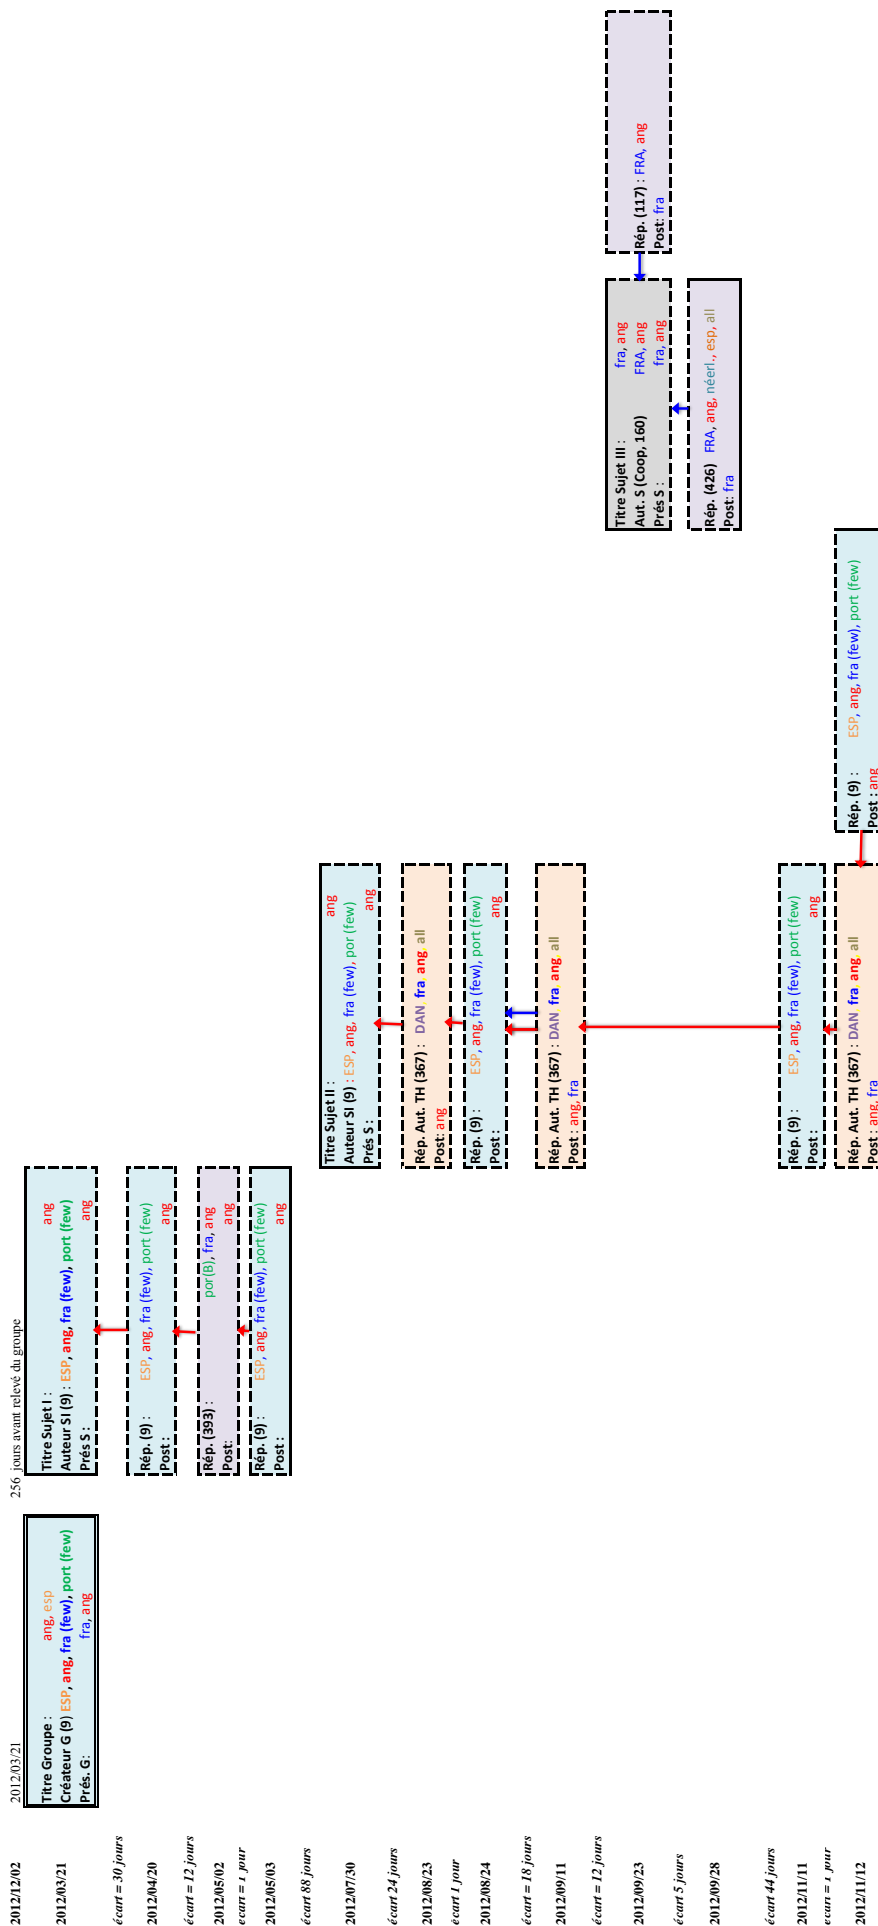 2012/12/02
2012/03/21
écart = 30 jours
2012/04/20
écart = 12 jours
2012/05/02
écart = 1 jour
2012/05/03
écart 88 jours
2012/07/30
écart 24 jours
2012/08/23
écart 1 jour
2012/08/24
écart = 18 jours
2012/09/11
écart = 12 jours
2012/09/23
écart 5 jours
2012/09/28
écart 44 jours
2012/11/11
écart = 1 jour
2012/11/12
2012/03/21
Titre Groupe : ang, esp
Créateur G (9) ESP, ang, fra (few), port (few)
Prés. G: fra, ang
256 jours avant relevé du groupe
Titre Sujet I : ang
Auteur SI (9) : ESP, ang, fra (few), port (few)
Prés S : ang
Rép. (9) : ESP, ang, fra (few), port (few)
Post : ang
Rép. (393) : por(B), fra, ang
Post: ang
Rép. (9) : ESP, ang, fra (few), port (few)
Post : ang
Titre Sujet II : ang
Auteur SI (9) : ESP, ang, fra (few), por (few)
Prés S : ang
Rép. Aut. TH (367) : DAN, fra, ang, all
Post: ang
Rép. (9) : ESP, ang, fra (few), port (few)
Post : ang
Rép. Aut. TH (367) : DAN, fra, ang, all
Post : ang, fra
Rép. (9) : ESP, ang, fra (few), port (few)
Post : ang
Rép. Aut. TH (367) : DAN, fra, ang, all
Post : ang, fra
Rép. (9) : ESP, ang, fra (few), port (few)
Post : ang
Titre Sujet III : fra, ang
Aut. S (Coop, 160) FRA, ang
Prés S : fra, ang
Rép. (426) FRA, ang, néerl., esp, all
Post: fra
Rép. (117) : FRA, ang
Post: fra